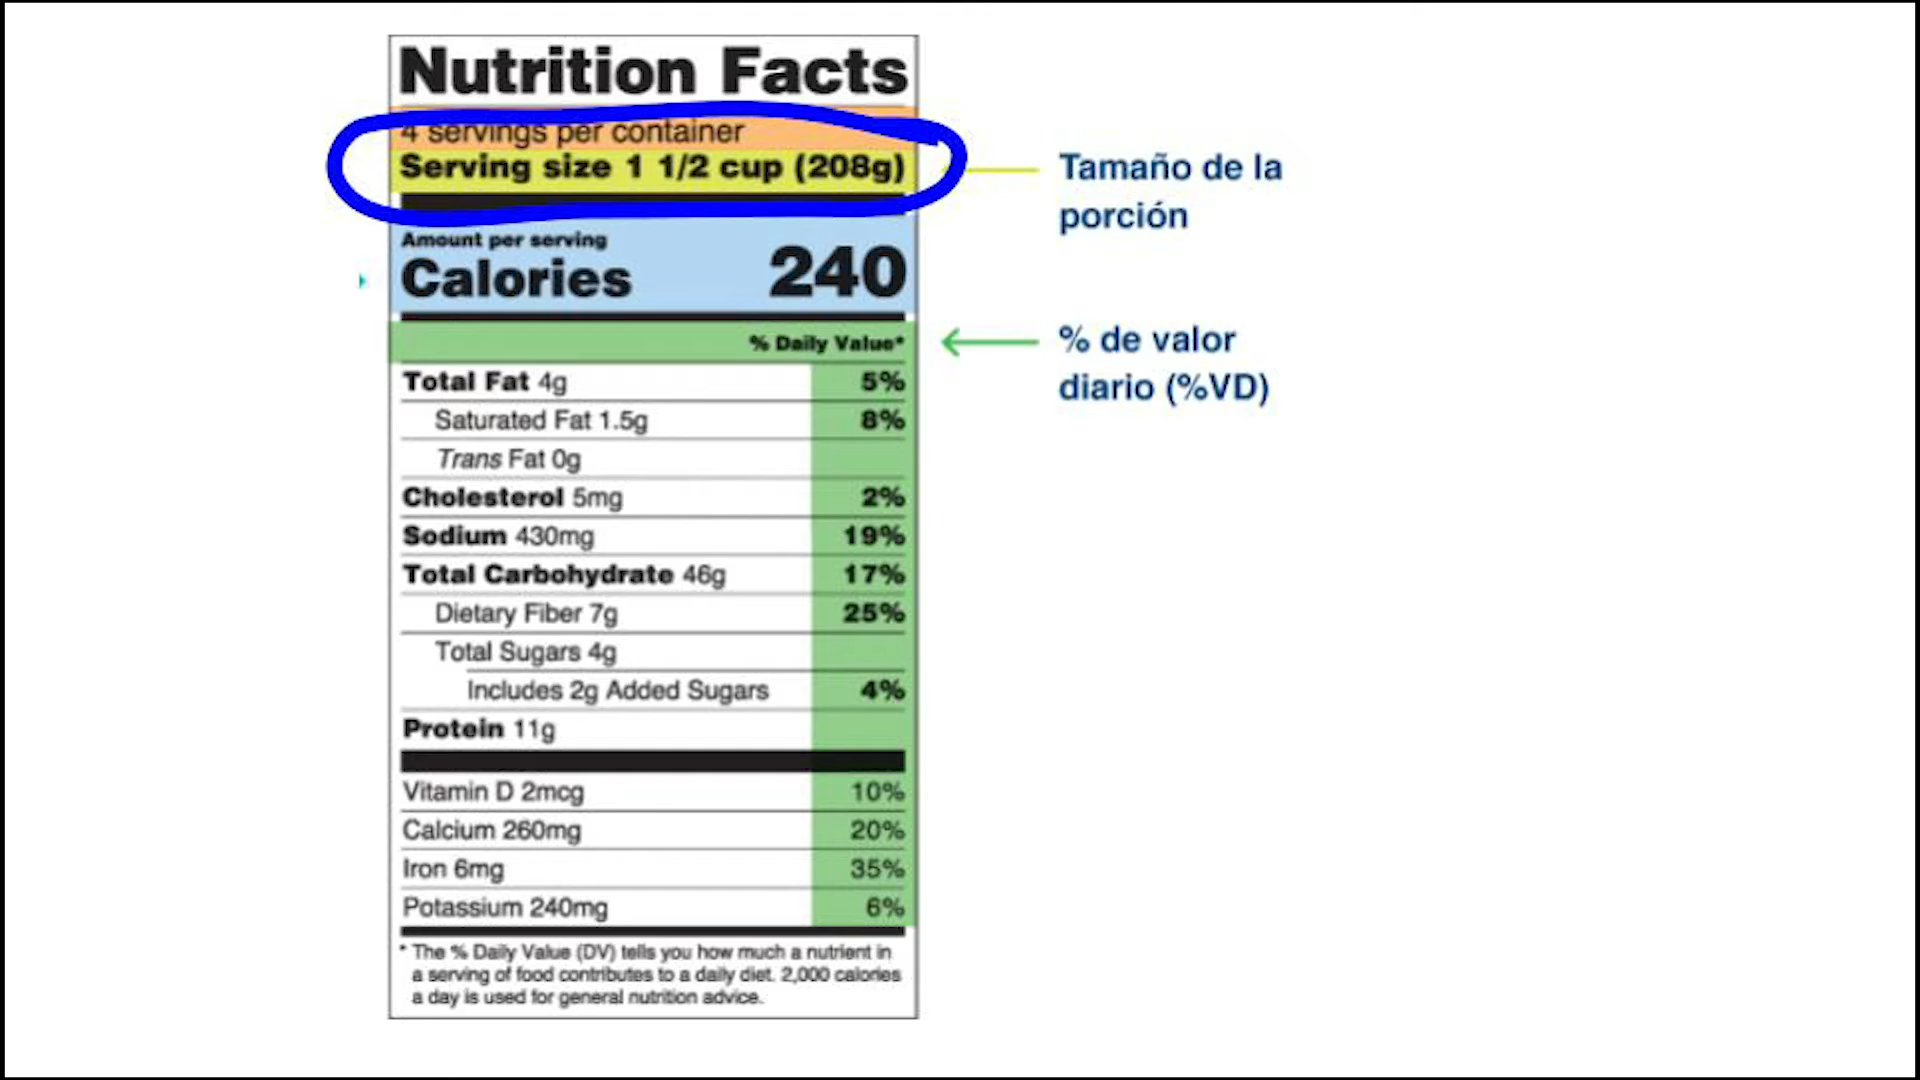 Nutrition Facts
4 servings per container
Serving size 1 1/2 cup (208g)
Amount per serving
Calories 240
% Daily Value*
Total Fat 4g 5%
Saturated Fat 1.5g 8%
Trans Fat 0g
Cholesterol 5mg 2%
Sodium 430mg 19%
Total Carbohydrate 46g 17%
Dietary Fiber 7g 25%
Total Sugars 4g
Includes 2g Added Sugars 4%
Protein 11g
Vitamin D 2mcg 10%
Calcium 260mg 20%
Iron 6mg 35%
Potassium 240mg 6%
* The % Daily Value (DV) tells you how much a nutrient in
a serving of food contributes to a daily diet. 2,000 calories
a day is used for general nutrition advice.
Tamaño de la
porción
% de valor
diario (%VD)